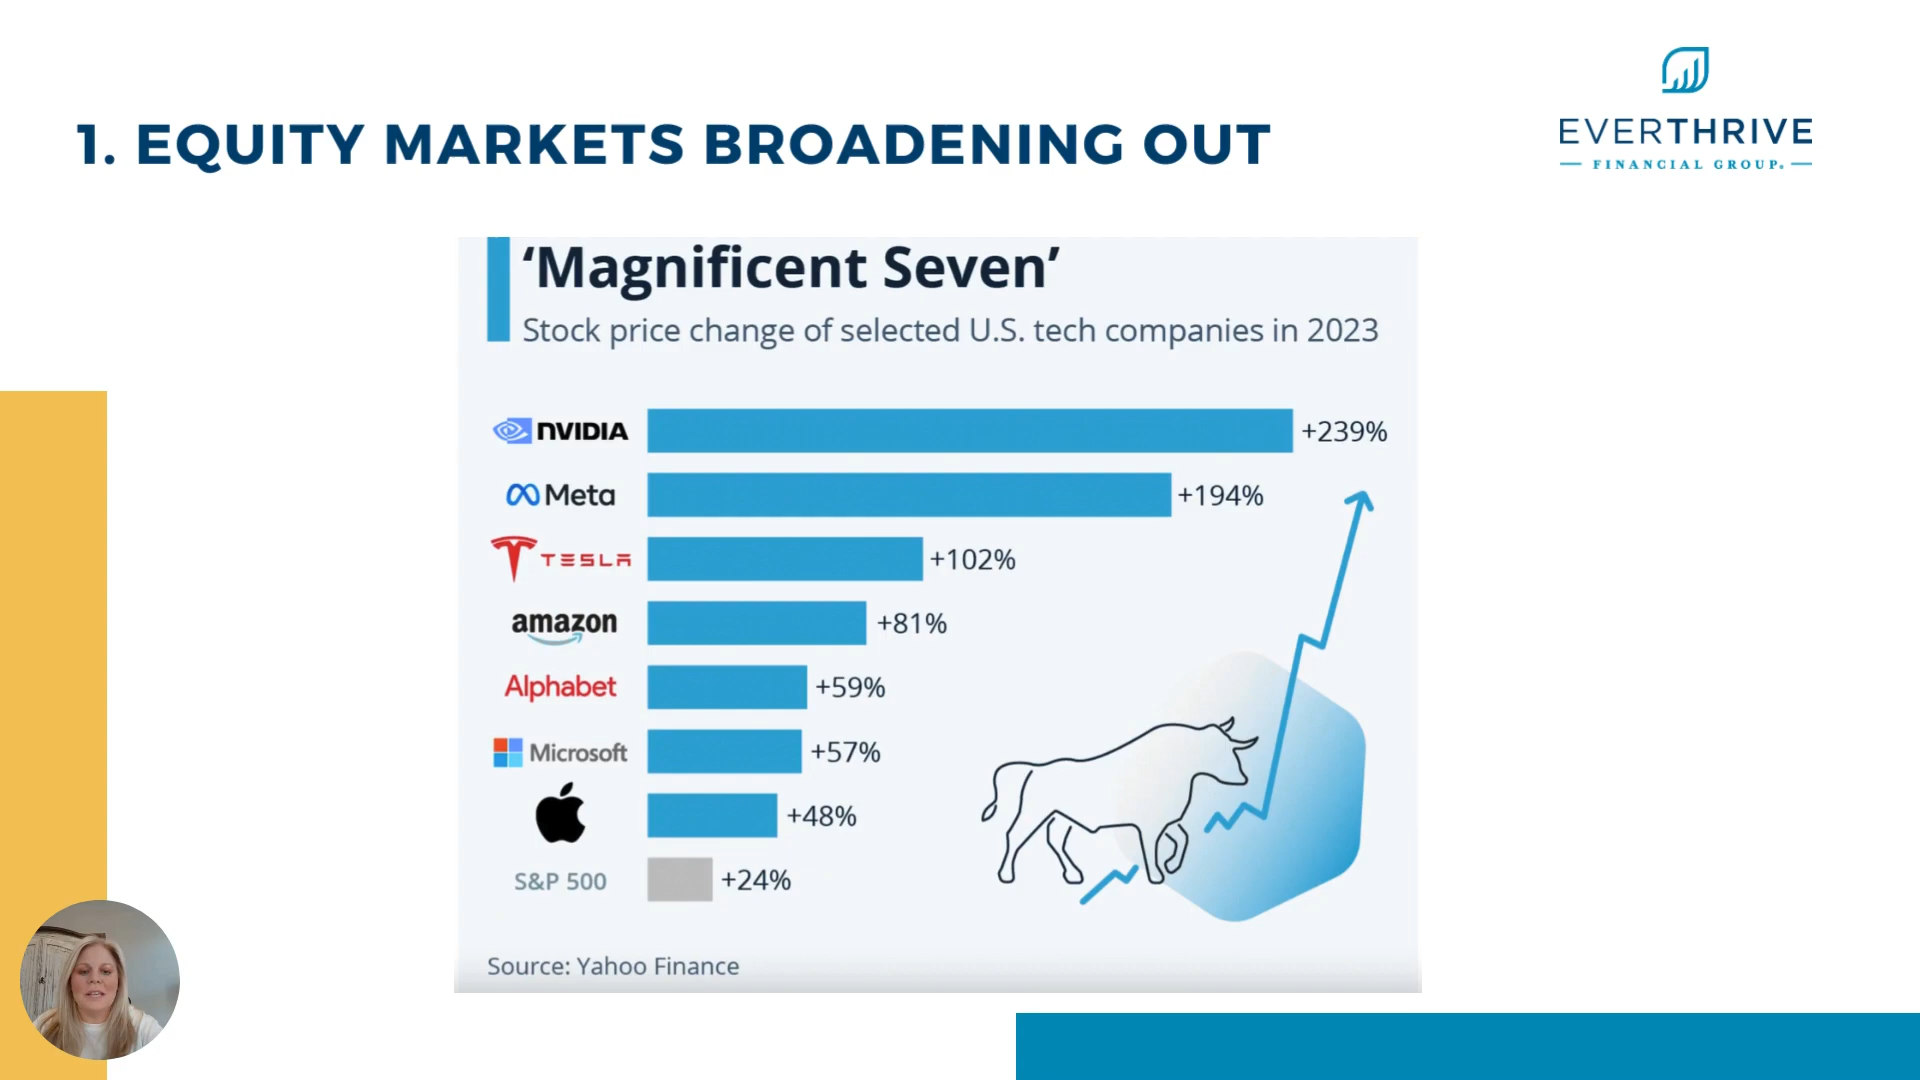 1. EQUITY MARKETS BROADENING OUT
EVERTHRIVE
FINANCIAL GROUP.
‘Magnificent Seven’
Stock price change of selected U.S. tech companies in 2023
NVIDIA +239%
Meta +194%
TESLA +102%
amazon +81%
Alphabet +59%
Microsoft +57%
+48%
S&P 500 +24%
Source: Yahoo Finance